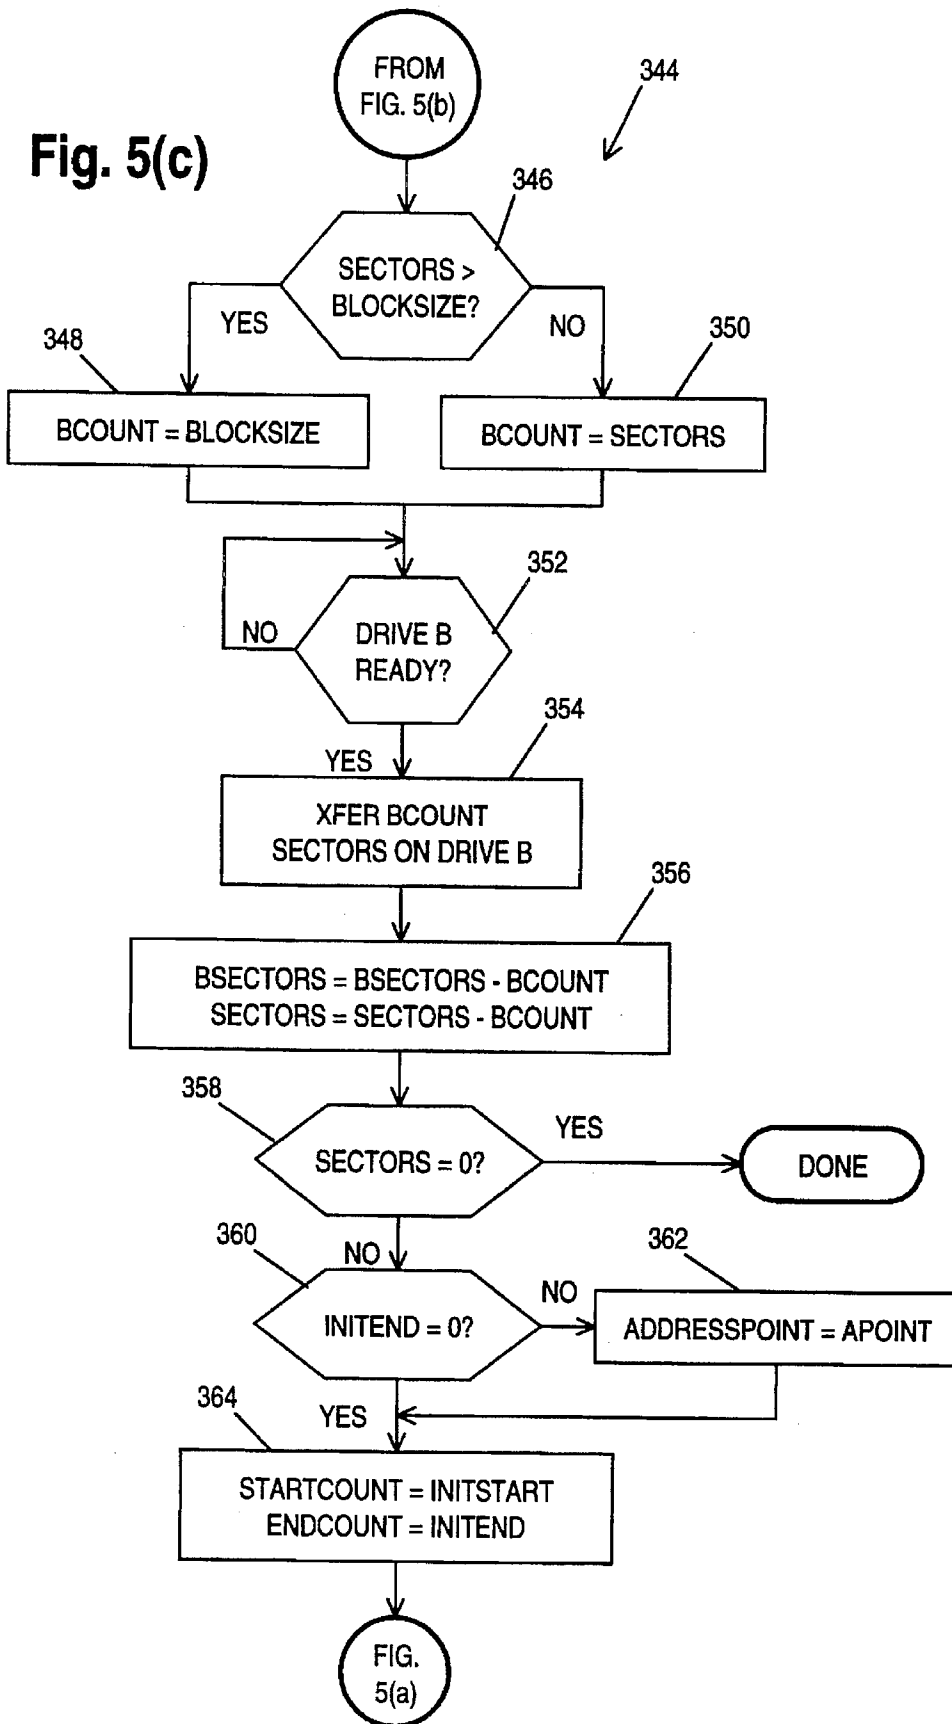 FROM
FIG. 5(b)
344
Fig. 5(c)
346
SECTORS >
BLOCKSIZE?
YES
NO
348
350
BCOUNT = BLOCKSIZE
BCOUNT = SECTORS
352
NO
DRIVE B
READY?
354
YES
XFER BCOUNT
SECTORS ON DRIVE B
356
BSECTORS = BSECTORS - BCOUNT
SECTORS = SECTORS - BCOUNT
358
YES
SECTORS = 0?
DONE
360
NO
362
NO
INITEND = 0?
ADDRESSPOINT = APOINT
364
YES
STARTCOUNT = INITSTART
ENDCOUNT = INITEND
FIG.
5(a)